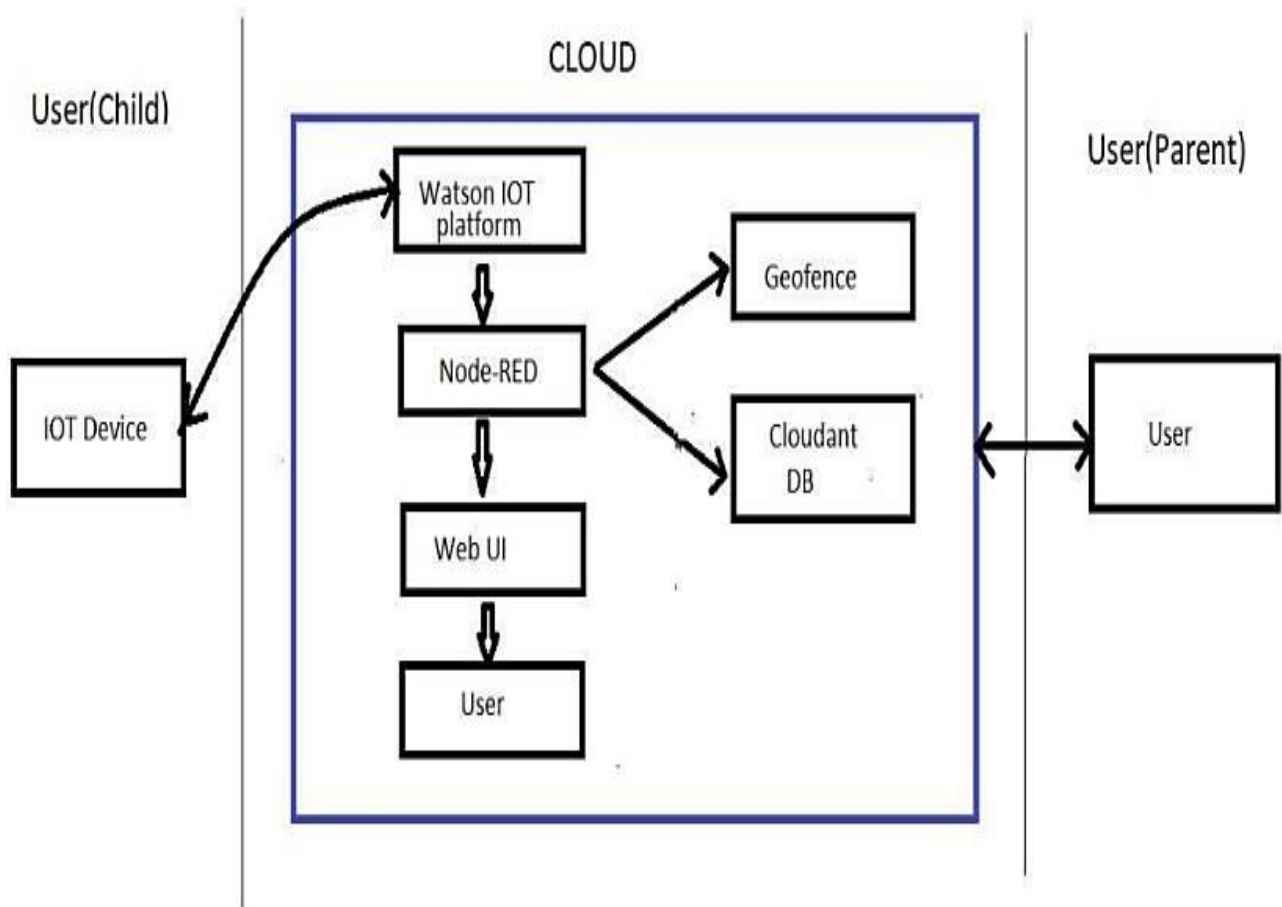 CLOUD
User(Child)
User(Parent)
Watson IOT
platform
Geofence
Node-RED
IOT Device
Cloudant
DB
User
Web UI
User